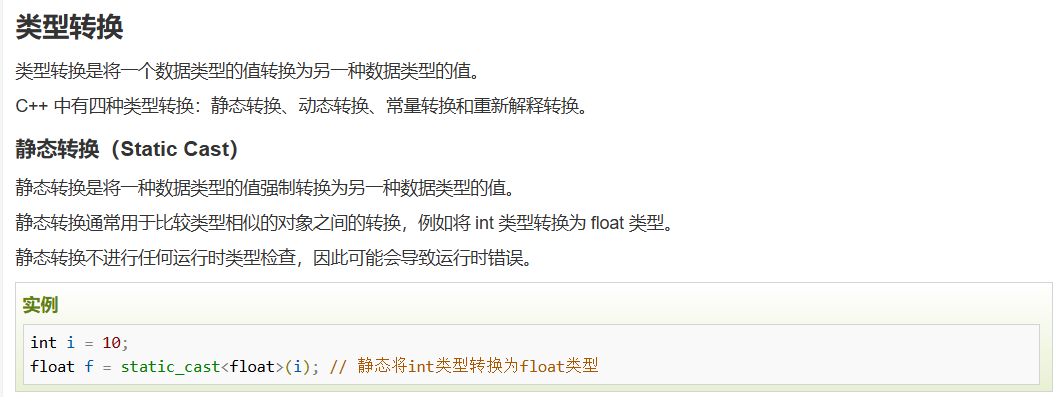 类型转换
类型转换是将一个数据类型的值转换为另一种数据类型的值。
C++ 中有四种类型转换：静态转换、动态转换、常量转换和重新解释转换。
静态转换（Static Cast）
静态转换是将一种数据类型的值强制转换为另一种数据类型的值。
静态转换通常用于比较类型相似的对象之间的转换，例如将 int 类型转换为 float 类型。
静态转换不进行任何运行时类型检查，因此可能会导致运行时错误。
实例
int i = 10;
float f = static_cast<float>(i); // 静态将int类型转换为float类型